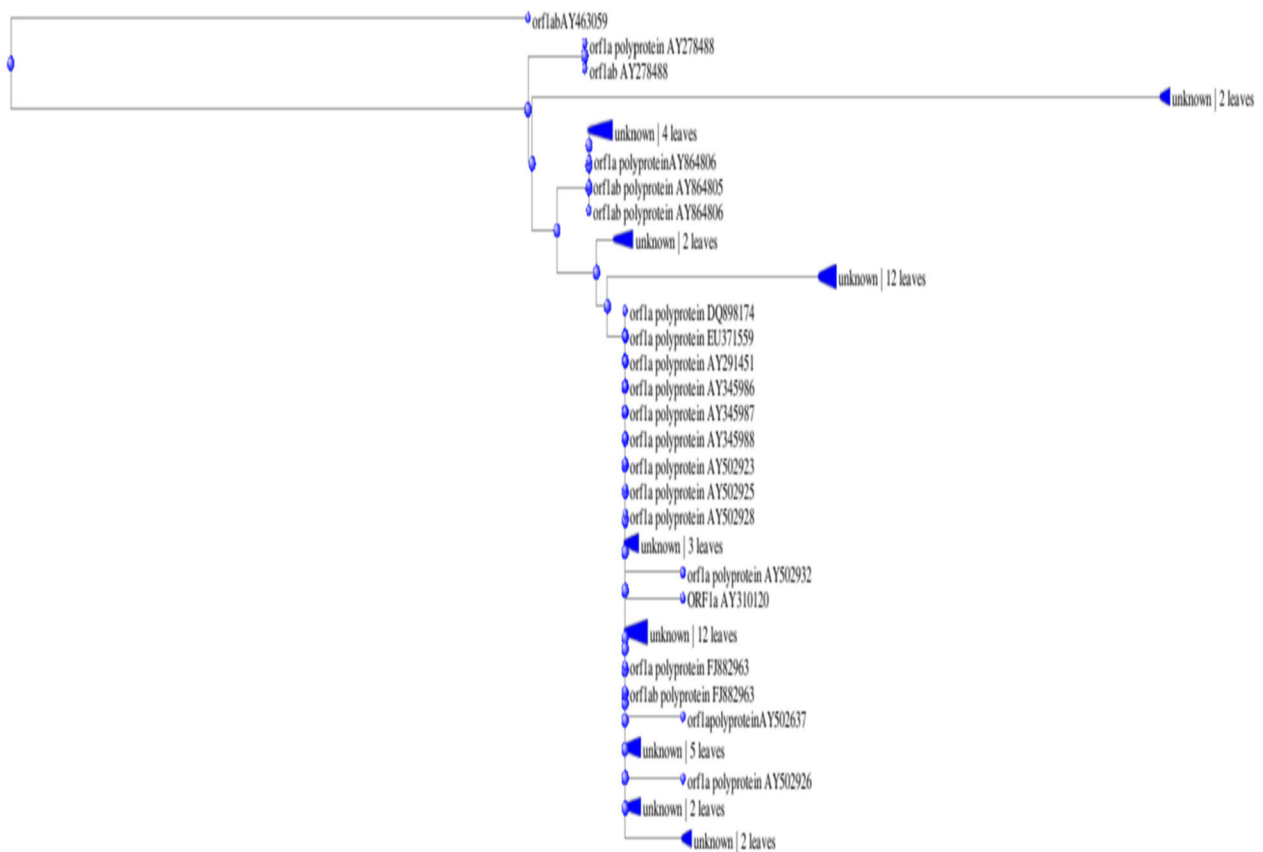 orf1abAY463059
orf1a polyprotein AY278488
orf1ab AY278488
unknown | 2 leaves
unknown | 4 leaves
orf1a polyproteinAY864806
orf1ab polyprotein AY864805
orf1ab polyprotein AY864806
unknown | 2 leaves
unknown | 12 leaves
orf1a polyprotein DQ898174
orf1a polyprotein EU371559
orf1a polyprotein AY291451
orf1a polyprotein AY345986
orf1a polyprotein AY345987
orf1a polyprotein AY345988
orf1a polyprotein AY502923
orf1a polyprotein AY502925
orf1a polyprotein AY502928
unknown | 3 leaves
orf1a polyprotein AY502932
ORF1a AY310120
unknown | 12 leaves
orf1a polyprotein FJ882963
orf1ab polyprotein FJ882963
orf1apolyproteinAY502637
unknown | 5 leaves
orf1a polyprotein AY502926
unknown | 2 leaves
unknown | 2 leaves